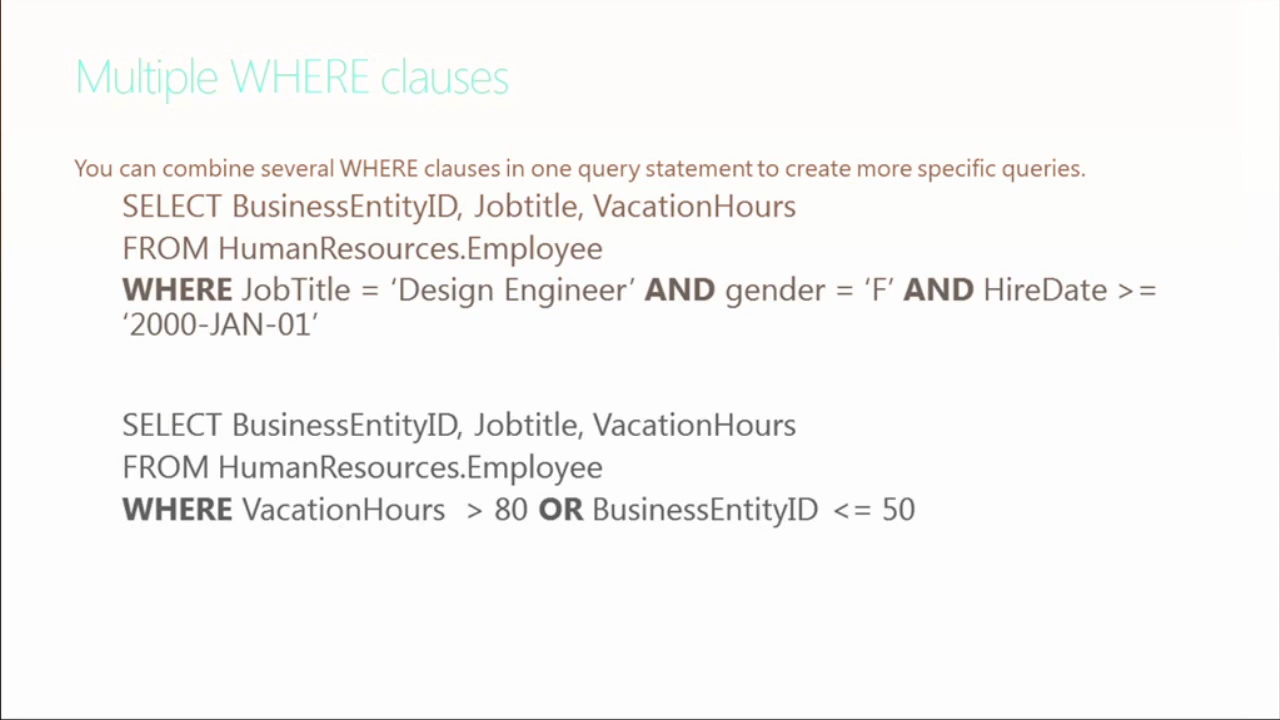 Multiple WHERE clauses
You can combine several WHERE clauses in one query statement to create more specific queries.
SELECT BusinessEntityID, Jobtitle, VacationHours
FROM HumanResources.Employee
WHERE JobTitle = ‘Design Engineer’ AND gender = ‘F’ AND HireDate >=
‘2000-JAN-01’
SELECT BusinessEntityID, Jobtitle, VacationHours
FROM HumanResources.Employee
WHERE VacationHours > 80 OR BusinessEntityID <= 50